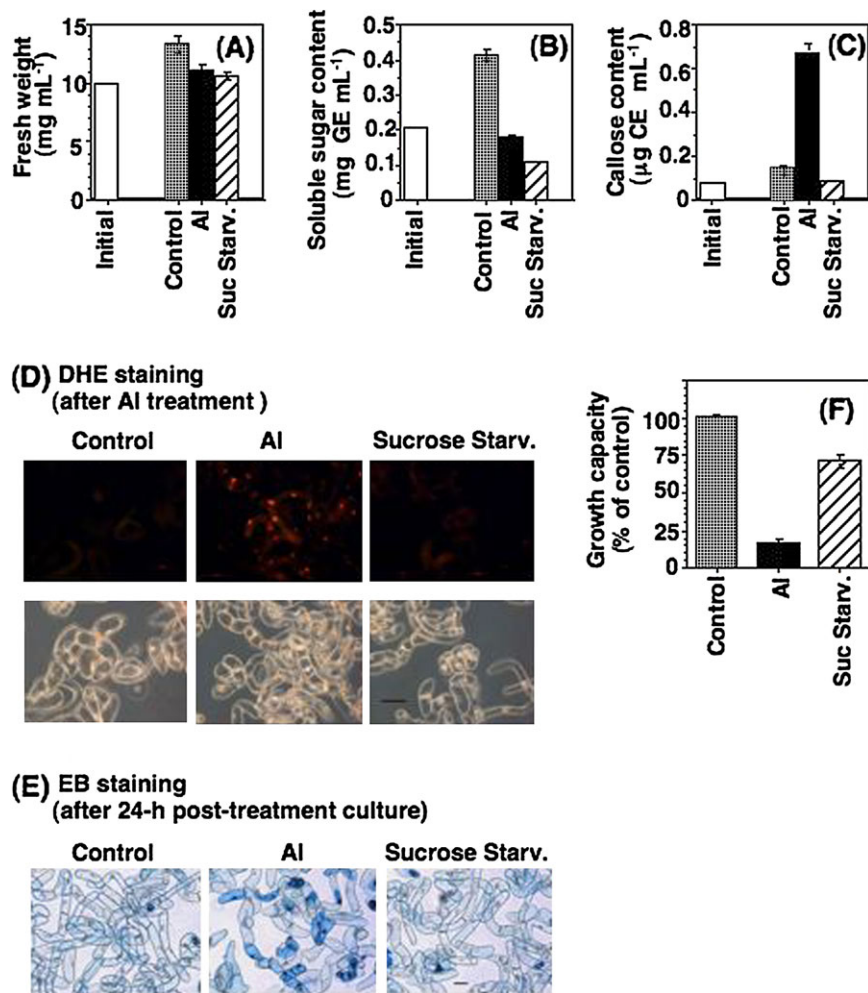 (A)
Fresh weight
(mg mL-1)
15
10
5
0
Initial
Control
Al
Suc Starv.
(B)
Soluble sugar content
(mg GE mL-1)
0.5
0.4
0.3
0.2
0.1
0
Initial
Control
Al
Suc Starv.
(C)
Callose content
(μg CE mL-1)
0.8
0.6
0.4
0.2
0
Initial
Control
Al
Suc Starv.
(D) DHE staining
(after Al treatment )
Control
Al
Sucrose Starv.
(F)
Growth capacity
(% of control)
100
75
50
25
0
Control
Al
Suc Starv.
(E) EB staining
(after 24-h post-treatment culture)
Control
Al
Sucrose Starv.